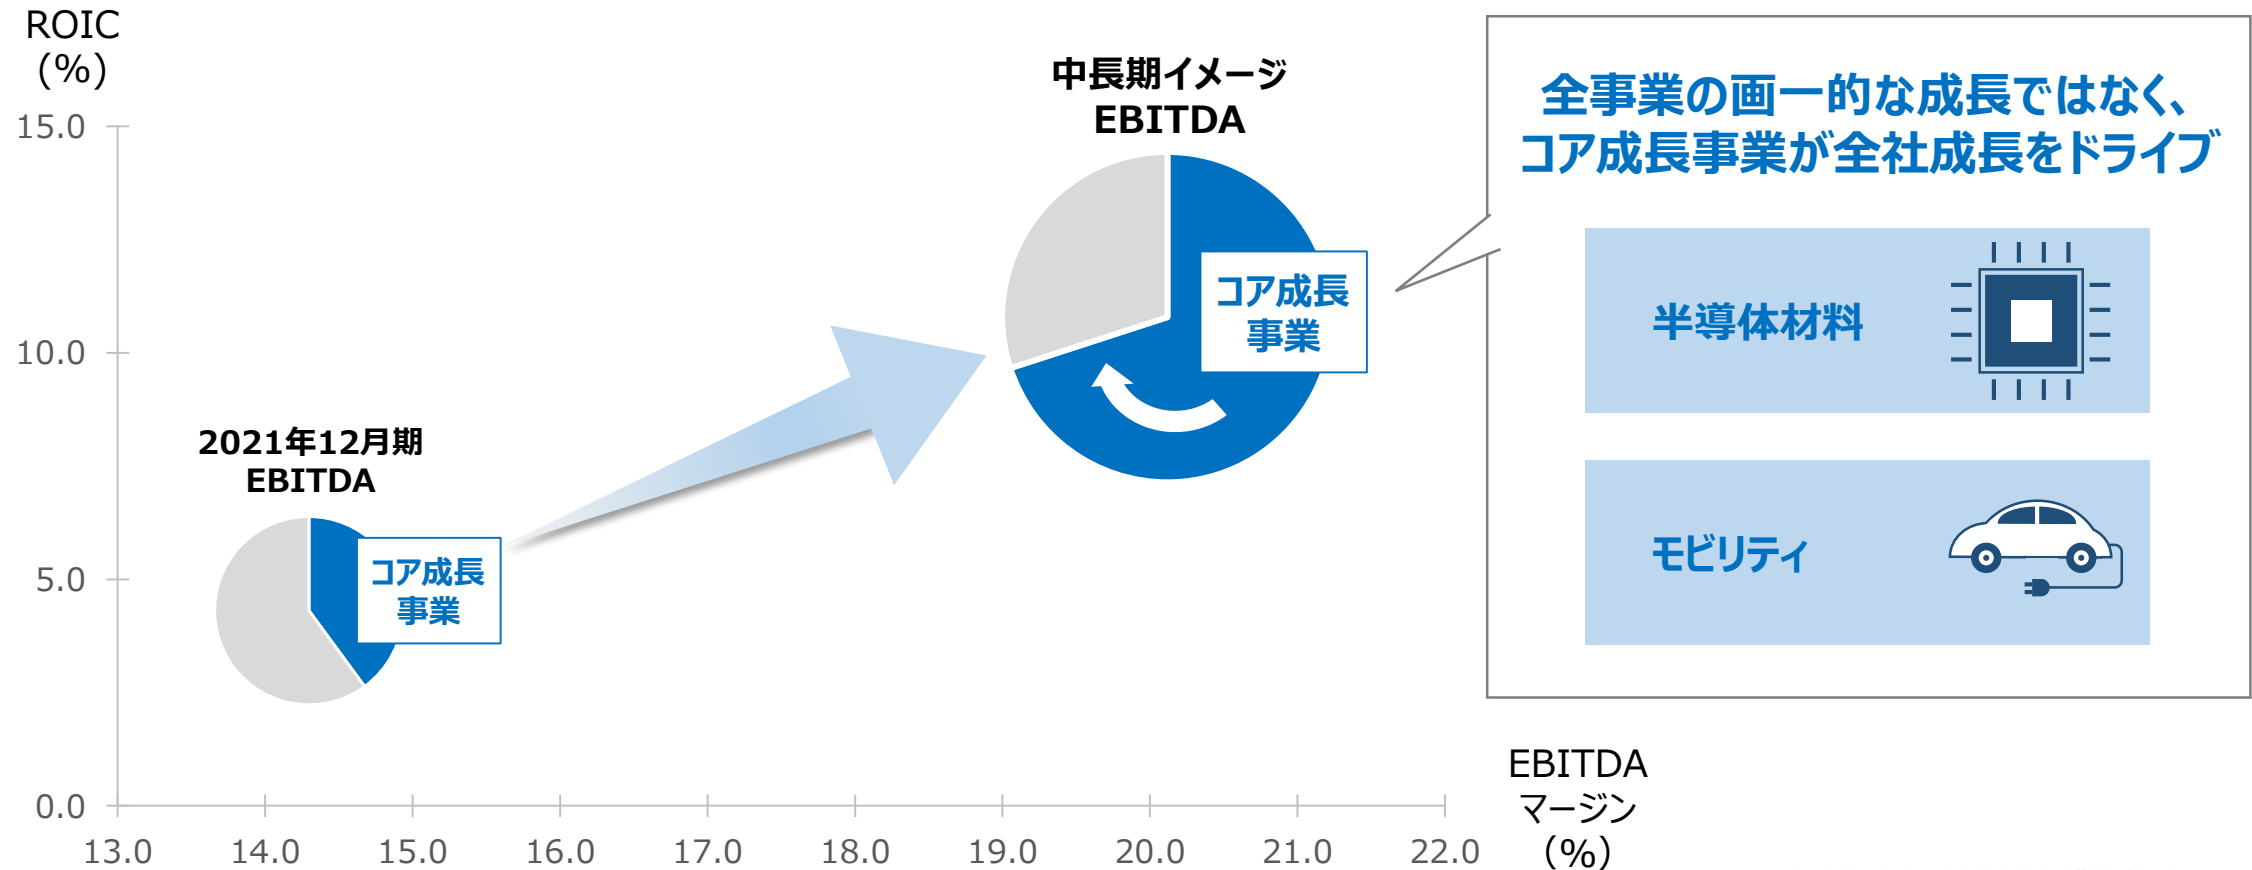 ROIC
(%)
15.0
10.0
5.0
0.0
13.0
14.0
15.0
16.0
17.0
18.0
19.0
20.0
21.0
22.0
EBITDA
マージン
(%)
2021年12月期
EBITDA
コア成長
事業
中長期イメージ
EBITDA
コア成長
事業
全事業の画一的な成長ではなく、
コア成長事業が全社成長をドライブ
半導体材料
モビリティ